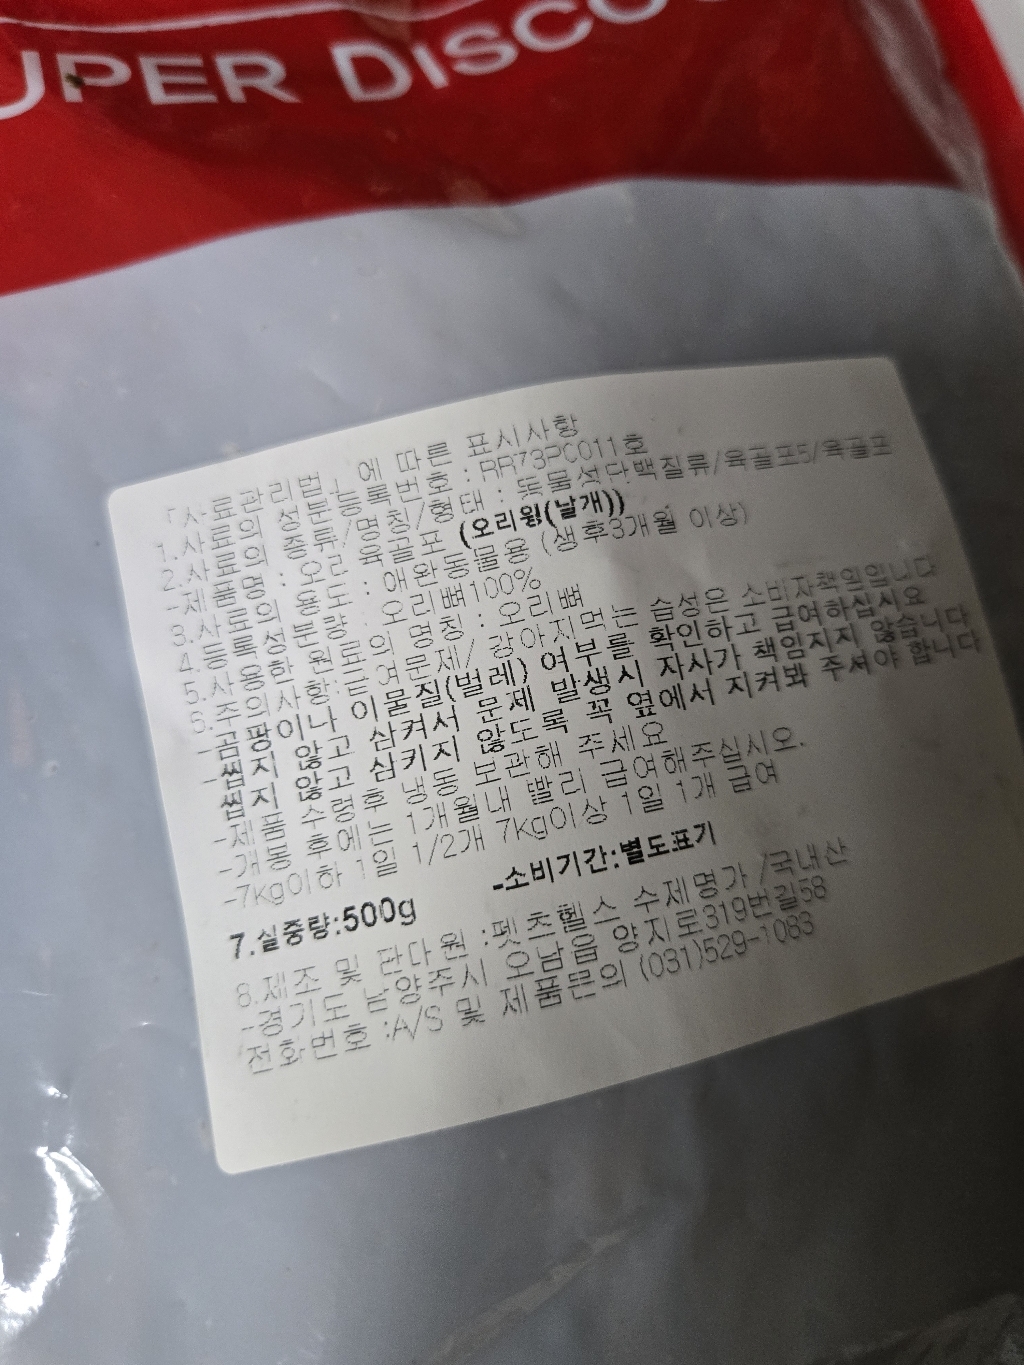 UPER DISCO
「사료관리법」에 따른 표시사항
1.사료의 성분등록번호 : RR73PC011호
2.사료의 종류/명칭/형태 : 동물성단백질류/육골포5/육골포
-제품명 : 오리 육골포 (오리윙(날개))
3.사료의 용도 : 애완동물용 (생후3개월 이상)
4.등록성분량 : 오리뼈100%
5.사용한 원료의 명칭 : 오리뼈
6.주의사항:급여문제/ 강아지먹는 습성은 소비자책임입니다
-곰팡이나 이물질(벌레) 여부를 확인하고 급여하십시요
-씹지 않고 삼켜서 문제 발생시 자사가 책임지지 않습니다
씹지 않고 삼키지 않도록 꼭 옆에서 지켜봐 주셔야 합니다
-제품 수령후 냉동 보관해 주세요
-개봉 후에는 1개월내 빨리 급여해주십시오.
-7kg이하 1일 1/2개 7kg이상 1일 1개 급여
7.실중량:500g -소비기간:별도표기
8.제조 및 판다원 :펫츠헬스 수제명가 /국내산
-경기도 남양주시 오남읍 양지로319번길58
전화번호 :A/S 및 제품문의 (031)529-1083